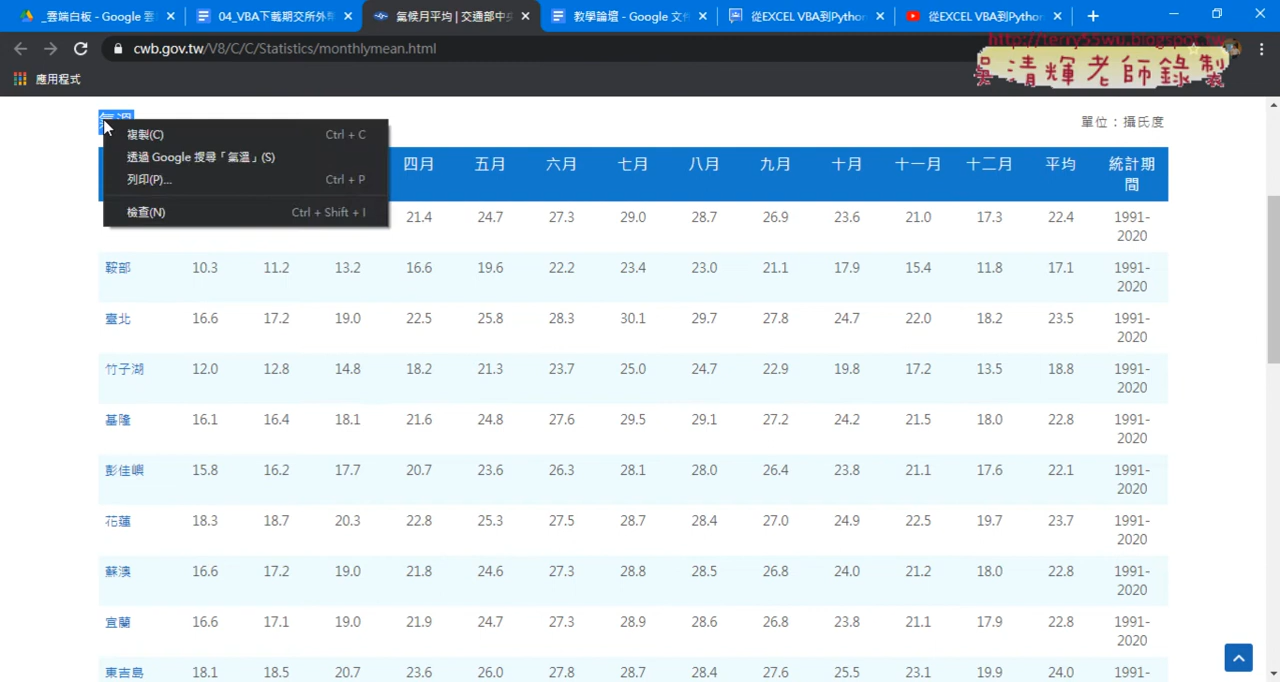 _雲端白板 - Google 雲
04_VBA下載期交所外幣
氣候月平均 | 交通部中央
教學論壇 - Google 文件
從EXCEL VBA到Python
從EXCEL VBA到Python
cwb.gov.tw/V8/C/C/Statistics/monthlymean.html
http://terry55wu.blogspot.tw
吳清輝老師錄製
應用程式
氣溫
單位：攝氏度
複製(C) Ctrl + C
透過 Google 搜尋「氣溫」(S)
列印(P)... Ctrl + P
檢查(N) Ctrl + Shift + I
四月 五月 六月 七月 八月 九月 十月 十一月 十二月 平均 統計期間
21.4 24.7 27.3 29.0 28.7 26.9 23.6 21.0 17.3 22.4 1991-2020
鞍部 10.3 11.2 13.2 16.6 19.6 22.2 23.4 23.0 21.1 17.9 15.4 11.8 17.1 1991-2020
臺北 16.6 17.2 19.0 22.5 25.8 28.3 30.1 29.7 27.8 24.7 22.0 18.2 23.5 1991-2020
竹子湖 12.0 12.8 14.8 18.2 21.3 23.7 25.0 24.7 22.9 19.8 17.2 13.5 18.8 1991-2020
基隆 16.1 16.4 18.1 21.6 24.8 27.6 29.5 29.1 27.2 24.2 21.5 18.0 22.8 1991-2020
彭佳嶼 15.8 16.2 17.7 20.7 23.6 26.3 28.1 28.0 26.4 23.8 21.1 17.6 22.1 1991-2020
花蓮 18.3 18.7 20.3 22.8 25.3 27.5 28.7 28.4 27.0 24.9 22.5 19.7 23.7 1991-2020
蘇澳 16.6 17.2 19.0 21.8 24.6 27.3 28.8 28.5 26.8 24.0 21.2 18.0 22.8 1991-2020
宜蘭 16.6 17.1 19.0 21.9 24.7 27.3 28.9 28.6 26.8 23.8 21.1 17.9 22.8 1991-2020
東吉島 18.1 18.5 20.7 23.6 26.0 27.8 28.7 28.4 27.6 25.5 23.1 19.9 24.0 1991-